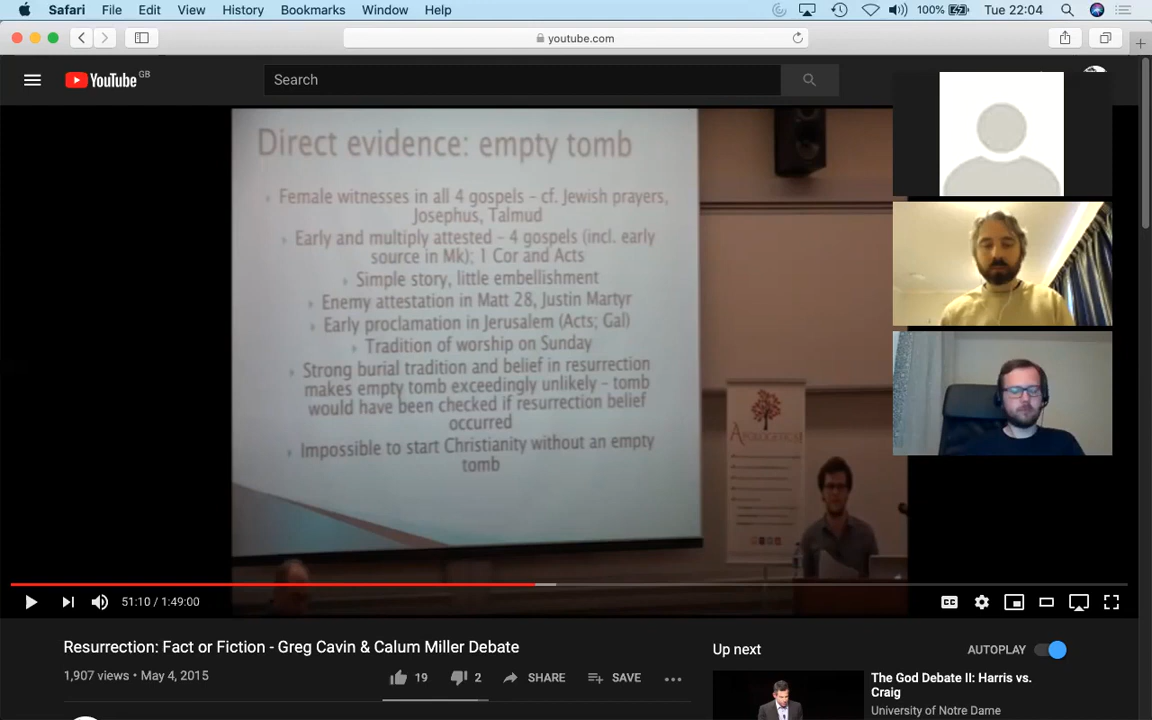 Safari File Edit View History Bookmarks Window Help 100% Tue 22:04
youtube.com
YouTube GB
Search
Direct evidence: empty tomb
Female witnesses in all 4 gospels - cf. Jewish prayers,
Josephus, Talmud
Early and multiply attested - 4 gospels (incl. early
source in Mk); 1 Cor and Acts
Simple story, little embellishment
Enemy attestation in Matt 28, Justin Martyr
Early proclamation in Jerusalem (Acts; Gal)
Tradition of worship on Sunday
Strong burial tradition and belief in resurrection
makes empty tomb exceedingly unlikely - tomb
would have been checked if resurrection belief
occurred
Impossible to start Christianity without an empty
tomb
51:10 / 1:49:00
CC
Resurrection: Fact or Fiction - Greg Cavin & Calum Miller Debate
1,907 views • May 4, 2015
19 2 SHARE SAVE
Up next
AUTOPLAY
The God Debate II: Harris vs.
Craig
University of Notre Dame